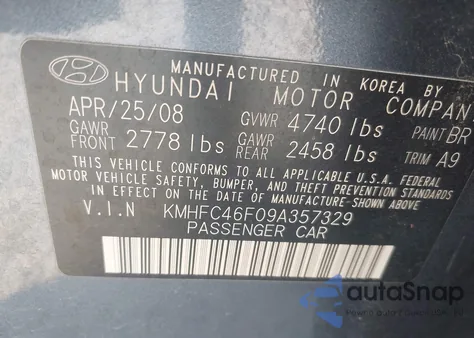 MANUFACTURED IN KOREA BY
HYUNDAI MOTOR COMPAN
APR/25/08 GVWR 4740 lbs PAINT BR
GAWR FRONT 2778 lbs GAWR REAR 2458 lbs TRIM A9
THIS VEHICLE CONFORMS TO ALL APPLICABLE U.S.A. FEDERAL
MOTOR VEHICLE SAFETY, BUMPER, AND THEFT PREVENTION
STANDARDS IN EFFECT ON THE DATE OF MANUFACTURE SHOWN ABOVE.
V.I.N KMHFC46F09A357329
PASSENGER CAR
autoSnap